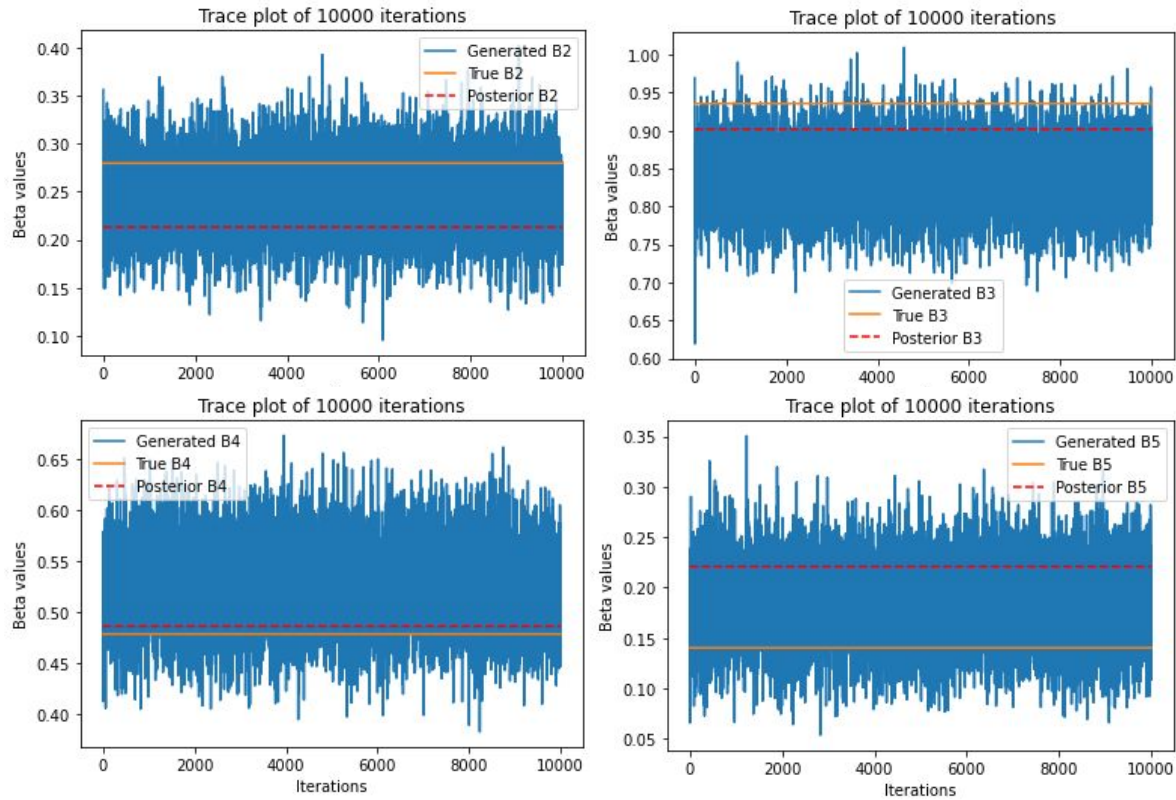 Trace plot of 10000 iterations
Beta values
0.40
0.35
0.30
0.25
0.20
0.15
0.10
Generated B2
True B2
Posterior B2
0 2000 4000 6000 8000 10000
Trace plot of 10000 iterations
Beta values
1.00
0.95
0.90
0.85
0.80
0.75
0.70
0.65
0.60
Generated B3
True B3
Posterior B3
0 2000 4000 6000 8000 10000
Trace plot of 10000 iterations
Beta values
0.65
0.60
0.55
0.50
0.45
0.40
Generated B4
True B4
Posterior B4
0 2000 4000 6000 8000 10000
Iterations
Trace plot of 10000 iterations
Beta values
0.35
0.30
0.25
0.20
0.15
0.10
0.05
Generated B5
True B5
Posterior B5
0 2000 4000 6000 8000 10000
Iterations